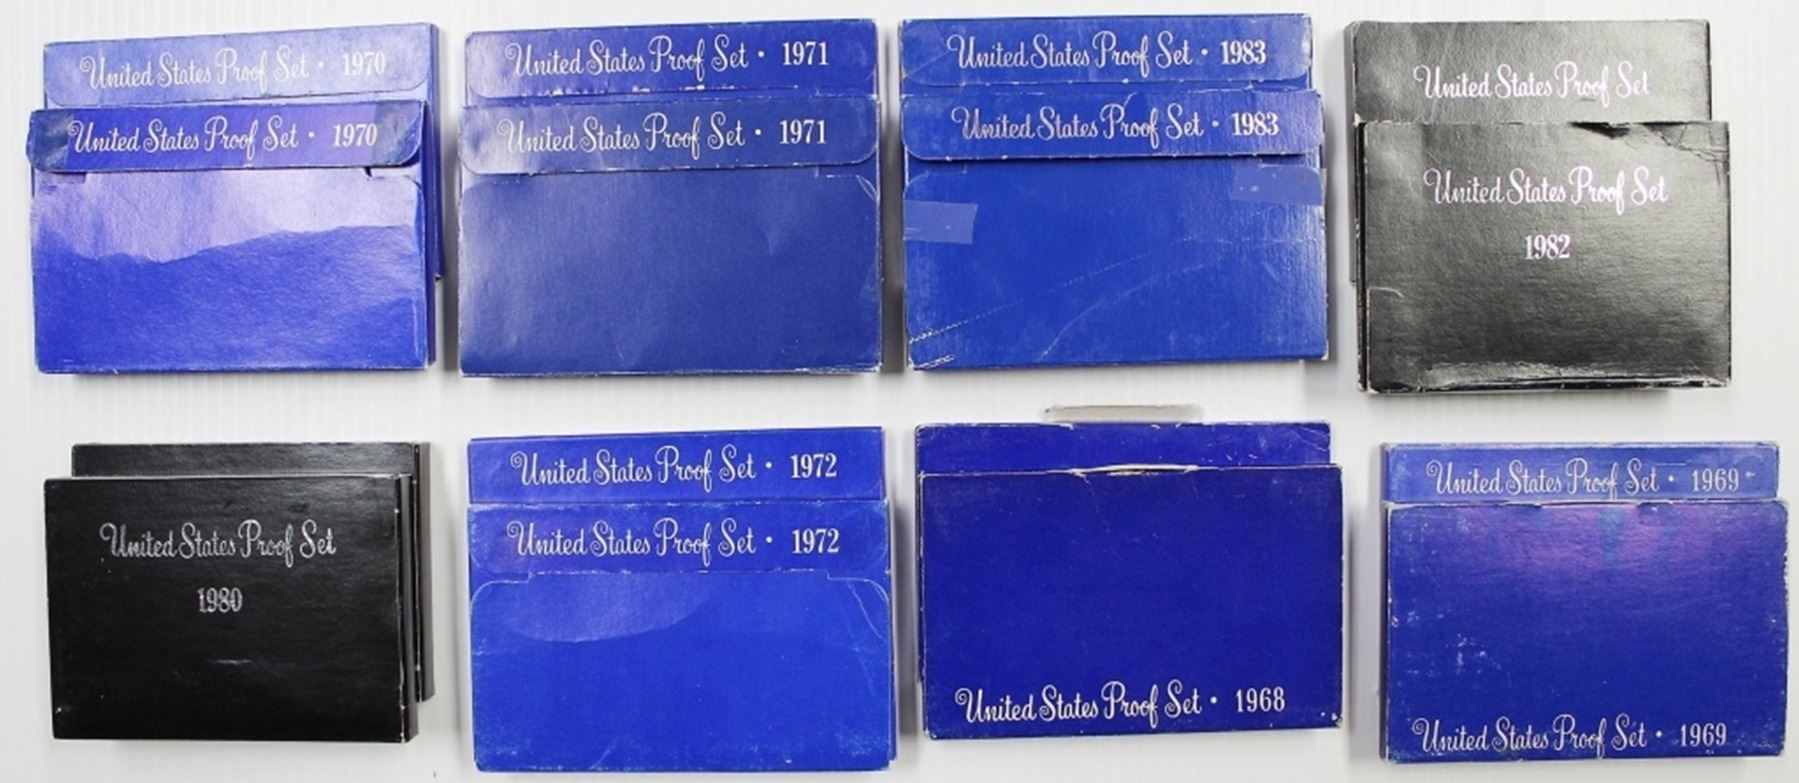 United States Proof Set • 1970
United States Proof Set • 1970
United States Proof Set • 1971
United States Proof Set • 1971
United States Proof Set • 1983
United States Proof Set • 1983
United States Proof Set
United States Proof Set
1982
United States Proof Set
1980
United States Proof Set • 1972
United States Proof Set • 1972
United States Proof Set • 1968
United States Proof Set • 1969
United States Proof Set • 1969